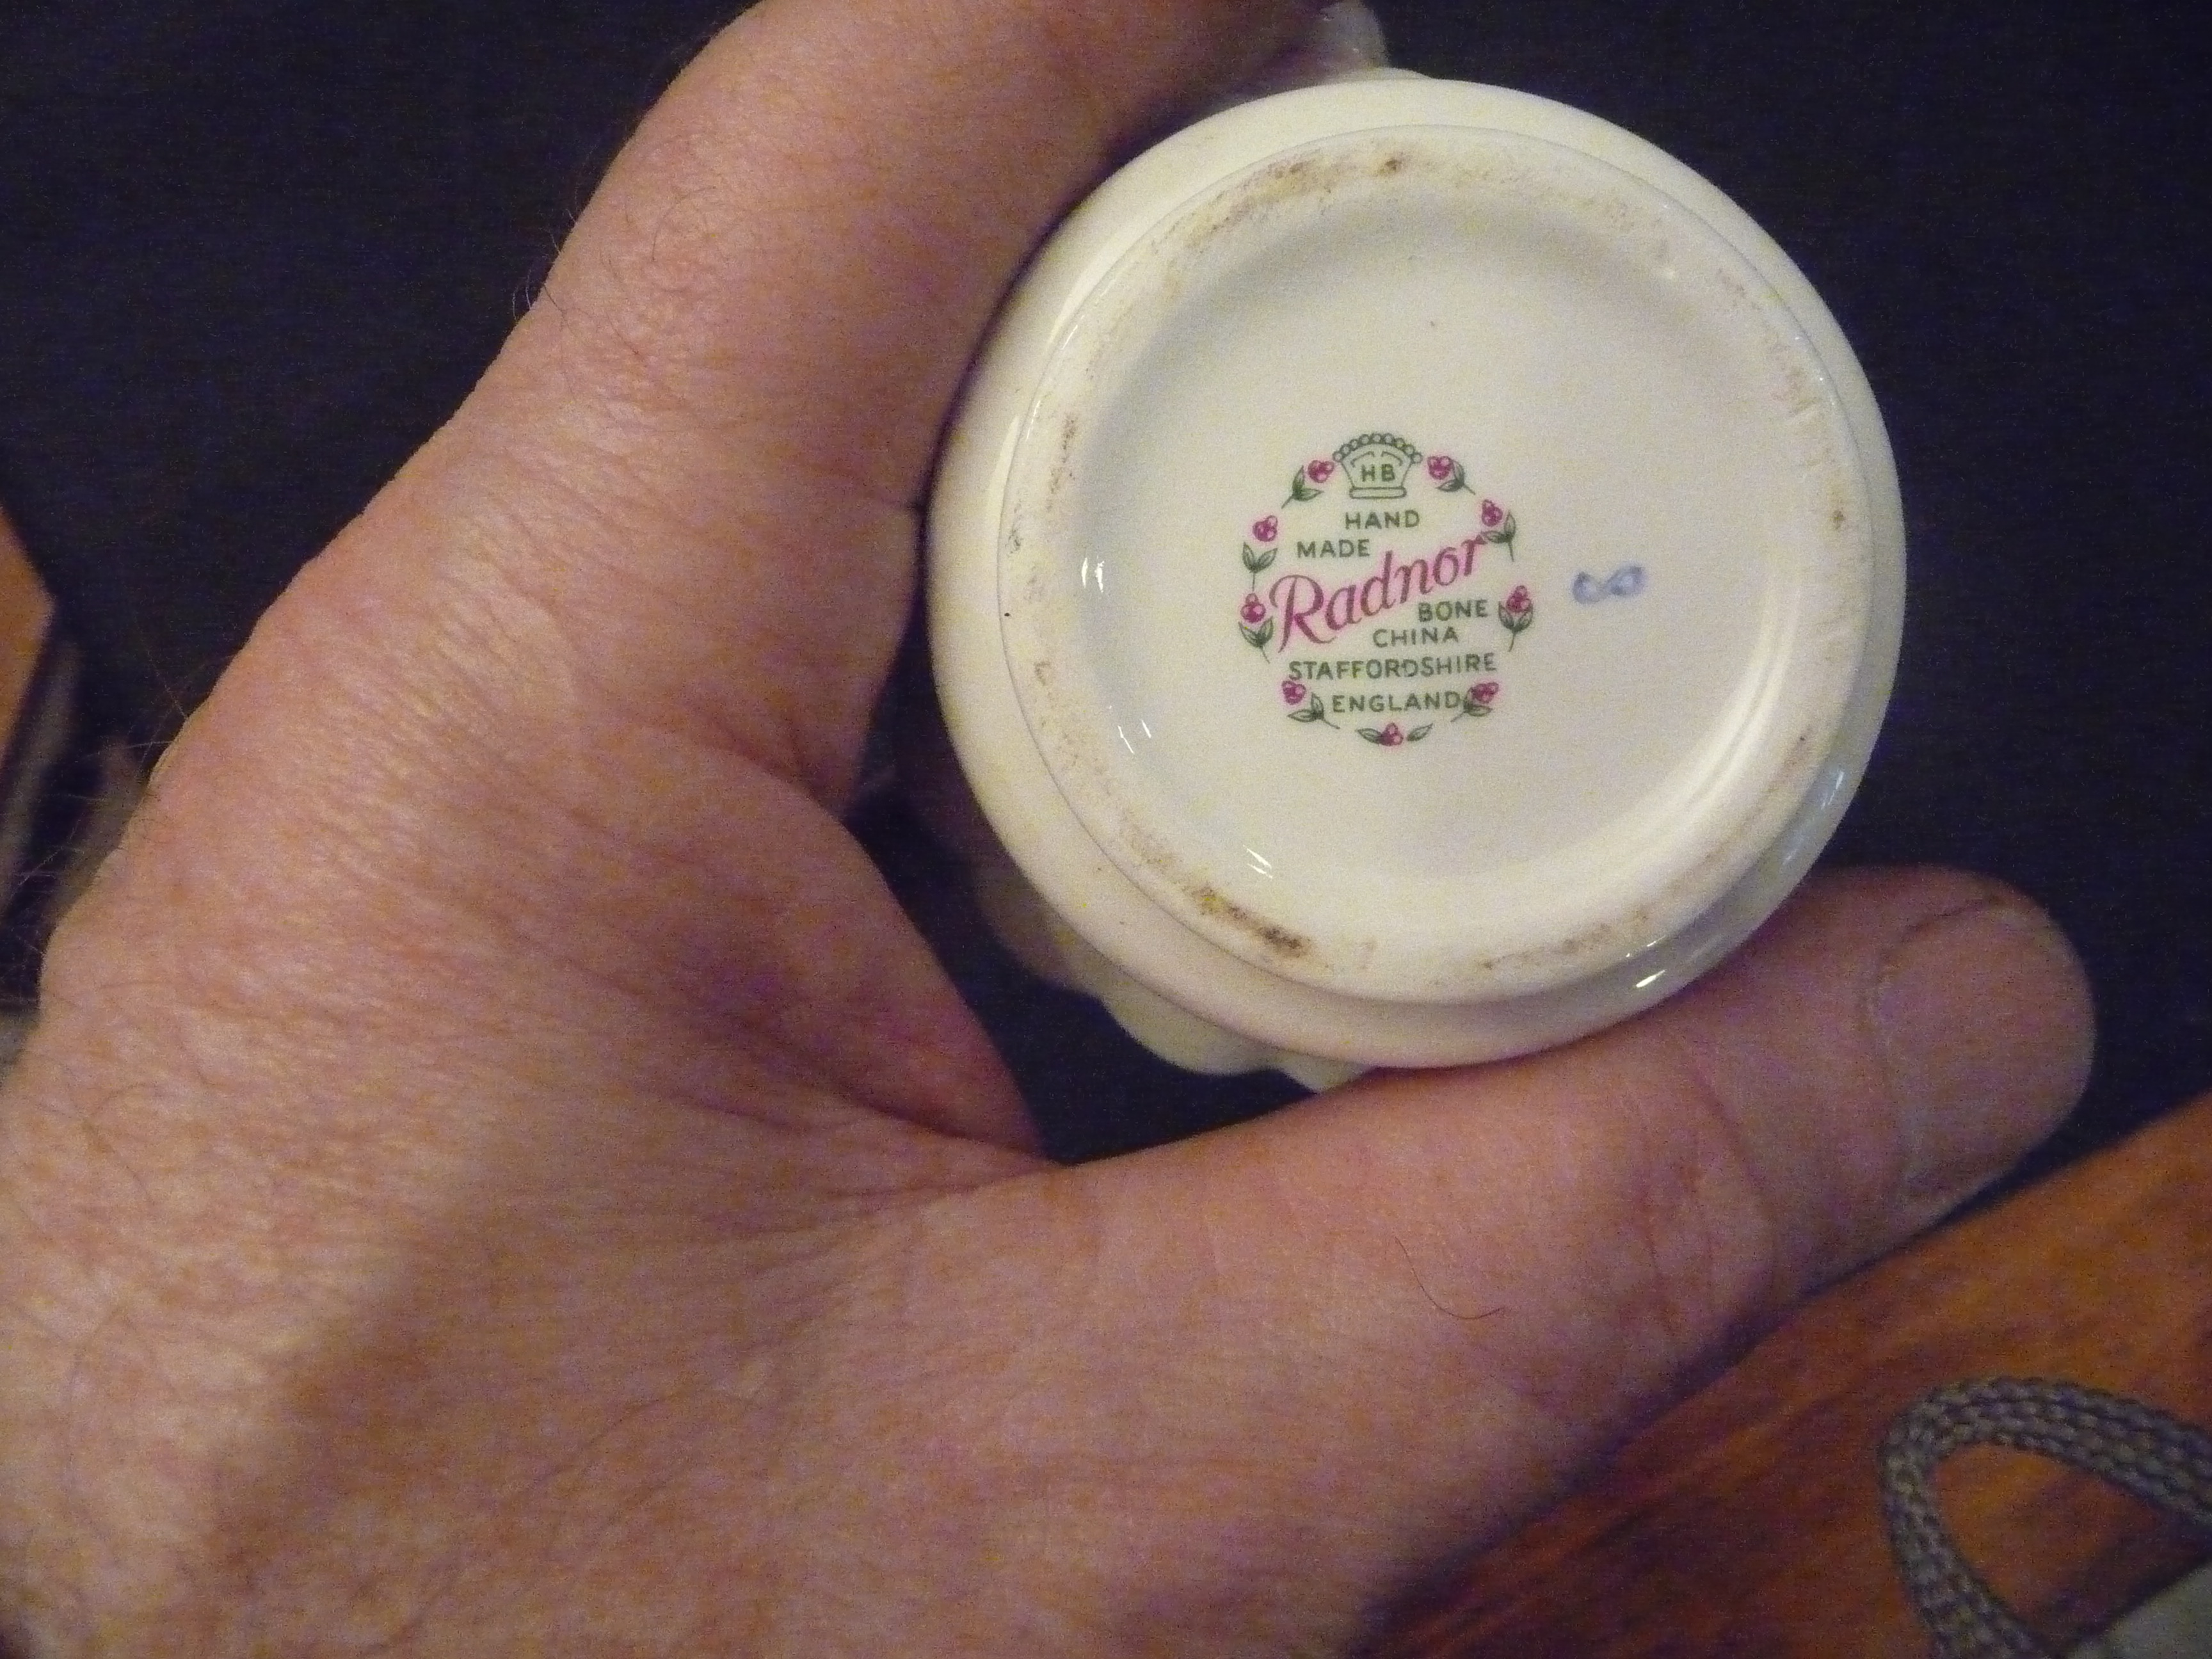 HB
HAND
MADE
Radnor
BONE
CHINA
STAFFORDSHIRE
ENGLAND